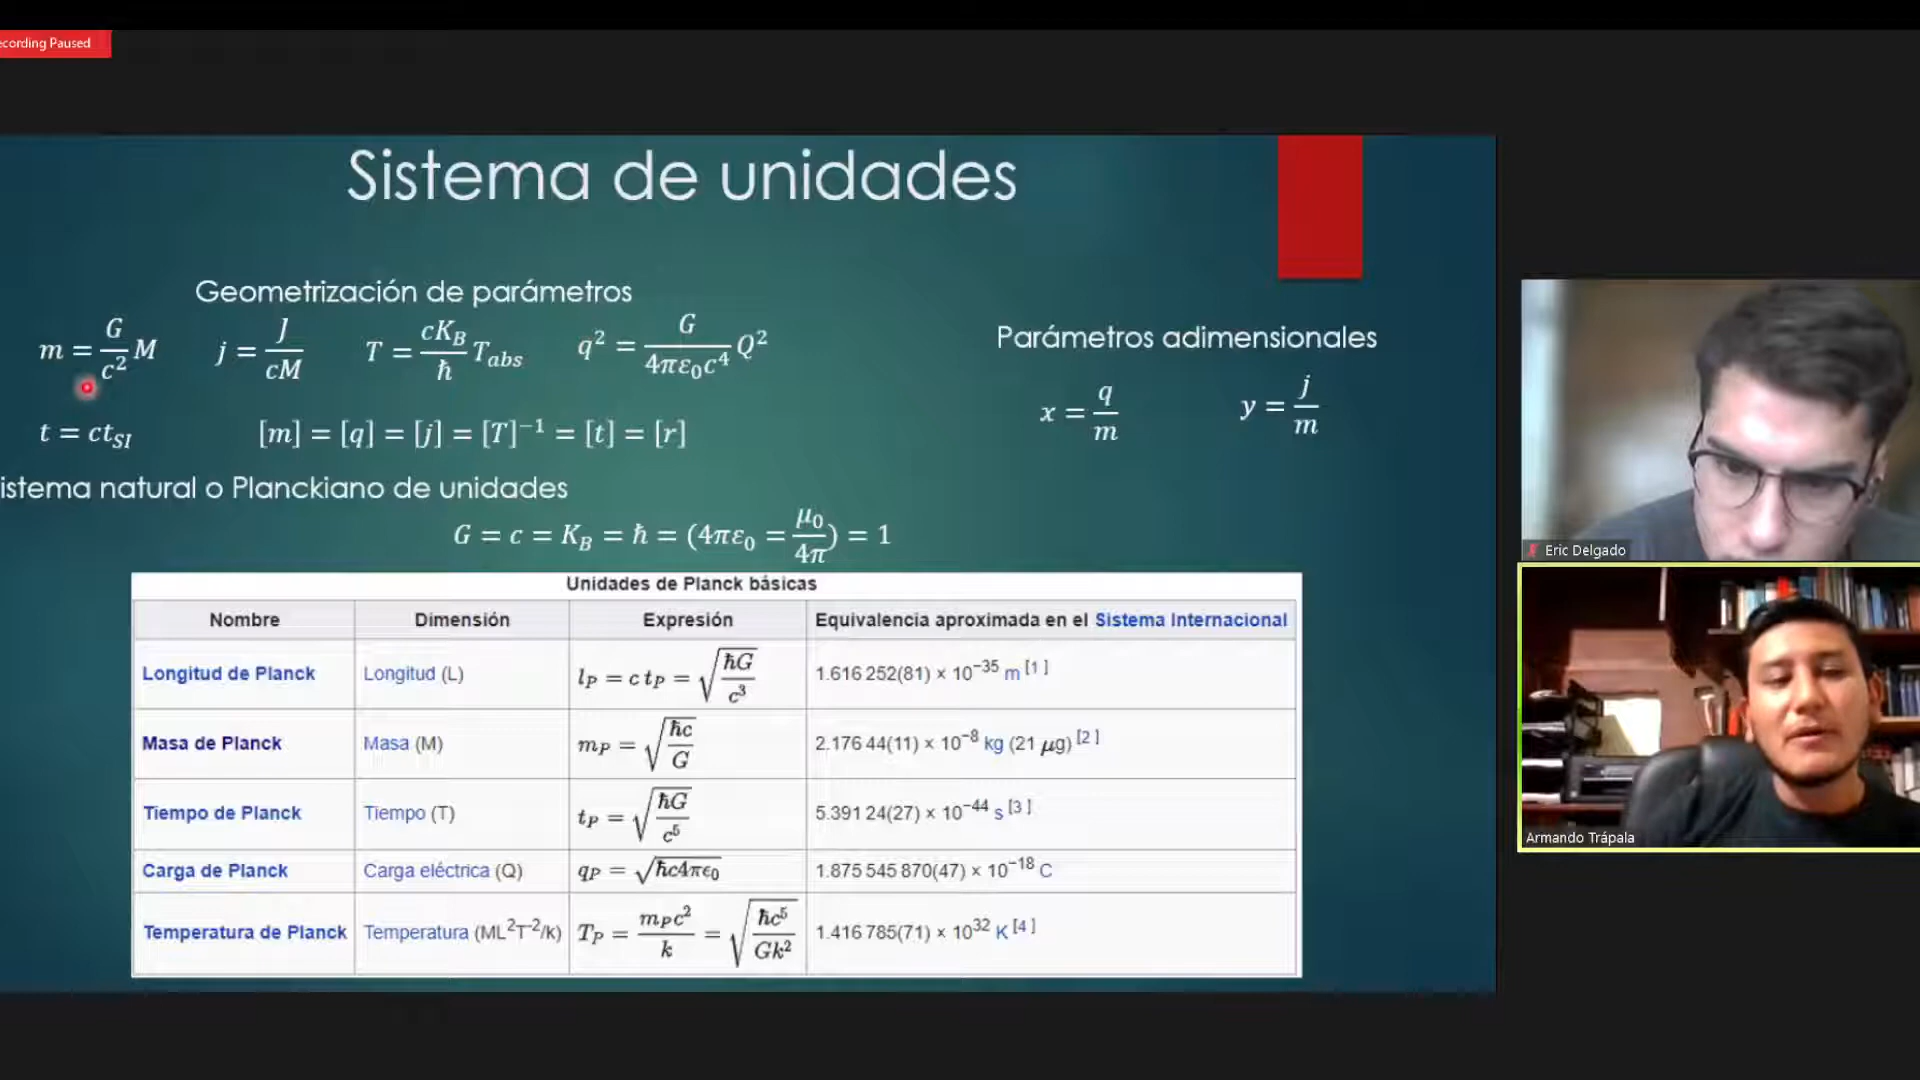 ecording Paused
Sistema de unidades
Geometrización de parámetros
m = G/c² M
j = J/cM
T = cK_B/ħ T_abs
q² = G/4πε₀c⁴ Q²
Parámetros adimensionales
x = q/m
y = j/m
t = ct_SI
[m] = [q] = [j] = [T]⁻¹ = [t] = [r]
istema natural o Planckiano de unidades
G = c = K_B = ħ = (4πε₀ = μ₀/4π) = 1
Unidades de Planck básicas
Nombre Dimensión Expresión Equivalencia aproximada en el Sistema Internacional
Longitud de Planck Longitud (L) l_P = c t_P = √(ħG/c³) 1.616 252(81) × 10⁻³⁵ m [1]
Masa de Planck Masa (M) m_P = √(ħc/G) 2.176 44(11) × 10⁻⁸ kg (21 μg) [2]
Tiempo de Planck Tiempo (T) t_P = √(ħG/c⁵) 5.391 24(27) × 10⁻⁴⁴ s [3]
Carga de Planck Carga eléctrica (Q) q_P = √(ħc4πε₀) 1.875 545 870(47) × 10⁻¹⁸ C
Temperatura de Planck Temperatura (ML²T⁻²/k) T_P = m_Pc²/k = √(ħc⁵/Gk²) 1.416 785(71) × 10³² K [4]
Eric Delgado
Armando Trápala